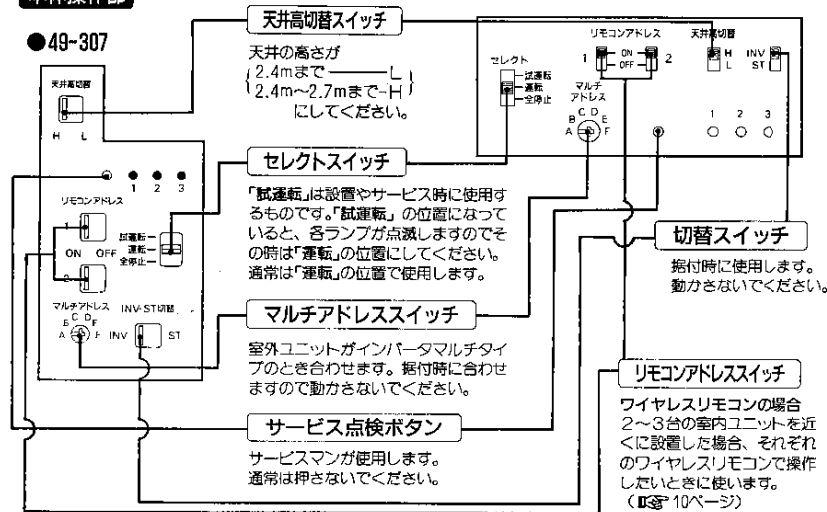 本体操作部
●49-307
天井高切替
H L
1 2 3
リモコンアドレス
1
ON OFF
2
試運転
運転
全停止
マルチアドレス
A B C D E F
INV-ST切替
INV ST
天井高切替スイッチ
天井の高さが
2.4mまで――L
2.4m~2.7mまで-H
にしてください。
セレクトスイッチ
「試運転」は設置やサービス時に使用す
るものです。「試運転」の位置になって
いると、各ランプが点滅しますのでそ
の時は「運転」の位置にしてください。
通常は「運転」の位置で使用します。
マルチアドレススイッチ
室外ユニットがインバータマルチタイ
プのとき合わせます。据付時に合わせ
ますので動かさないでください。
サービス点検ボタン
サービスマンが使用します。
通常は押さないでください。
セレクト
試運転
運転
全停止
リモコンアドレス
1 ON OFF 2
マルチ
アドレス
A B C D E F
天井高切替
H
L
INV
ST
1 2 3
切替スイッチ
据付時に使用します。
動かさないでください。
リモコンアドレススイッチ
ワイヤレスリモコンの場合
2~3台の室内ユニットを近
くに設置した場合、それぞれ
のワイヤレスリモコンで操作
したいときに使います。
(☞10ページ)